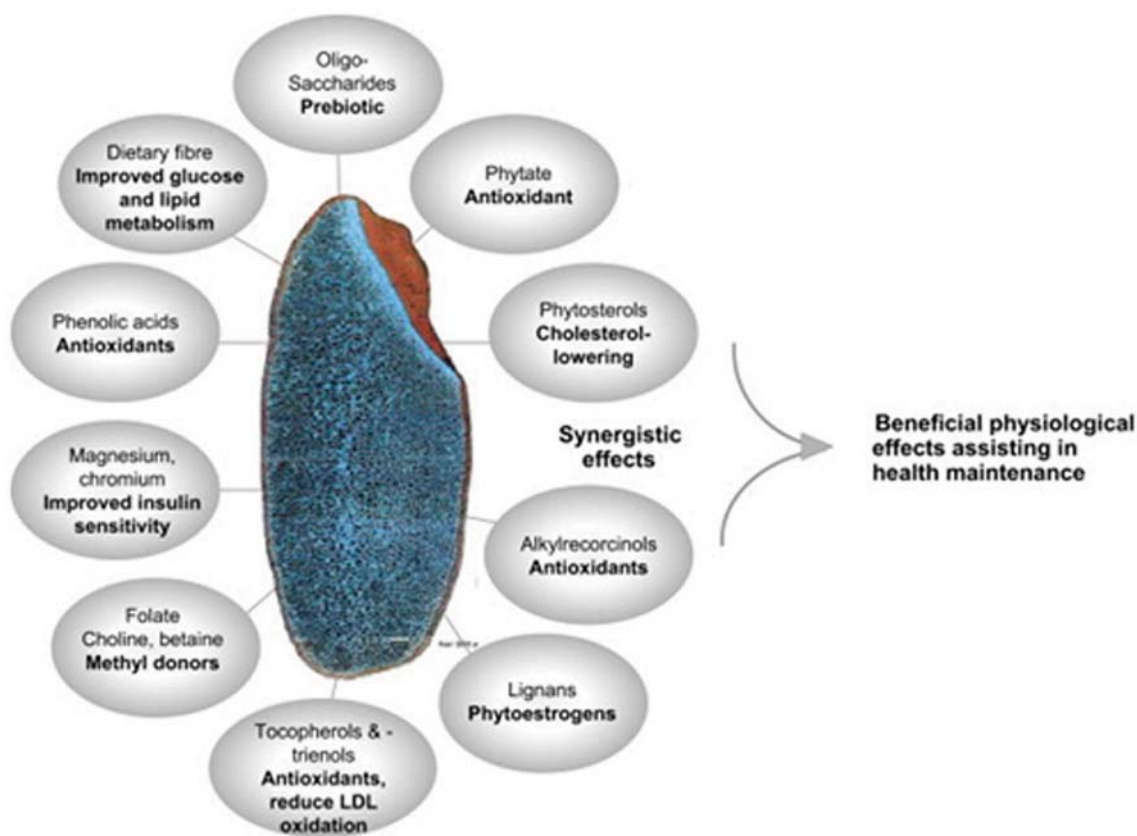 Oligo-
Saccharides
Prebiotic
Dietary fibre
Improved glucose
and lipid
metabolism
Phytate
Antioxidant
Phenolic acids
Antioxidants
Phytosterols
Cholesterol-
lowering
Synergistic
effects
Beneficial physiological
effects assisting in
health maintenance
Magnesium,
chromium
Improved insulin
sensitivity
Alkylrecorcinols
Antioxidants
Folate
Choline, betaine
Methyl donors
Lignans
Phytoestrogens
Tocopherols & -
trienols
Antioxidants,
reduce LDL
oxidation